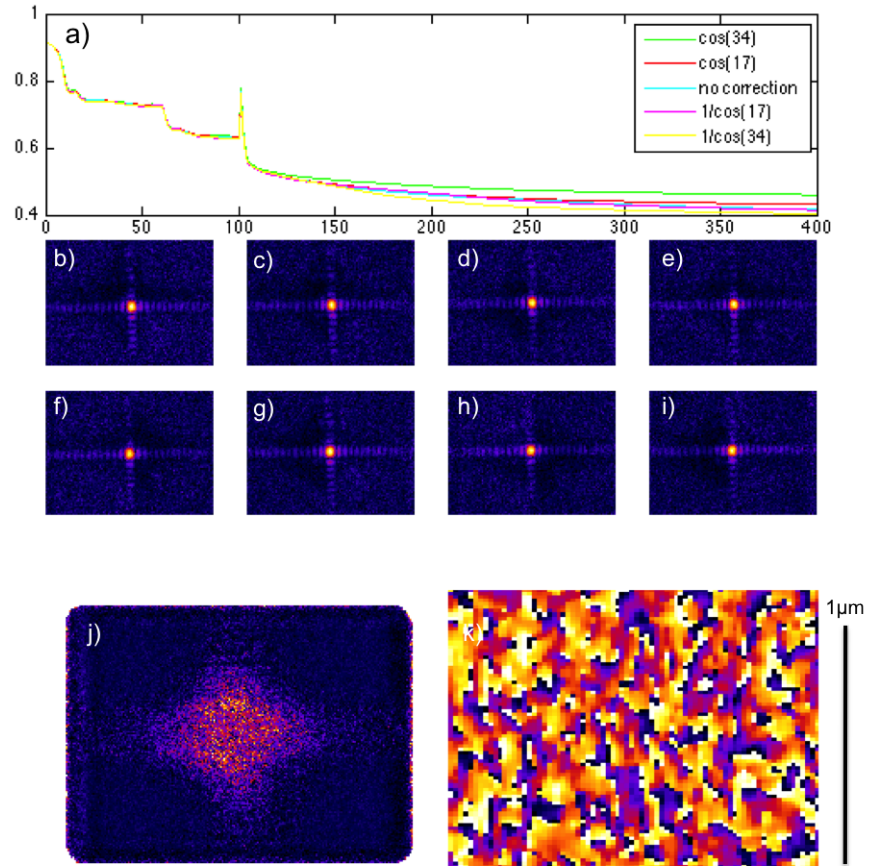 1
a)
0.8
0.6
0.4
cos(34)
cos(17)
no correction
1/cos(17)
1/cos(34)
0 50 100 150 200 250 300 350 400
b) c) d) e)
f) g) h) i)
j) k) 1µm